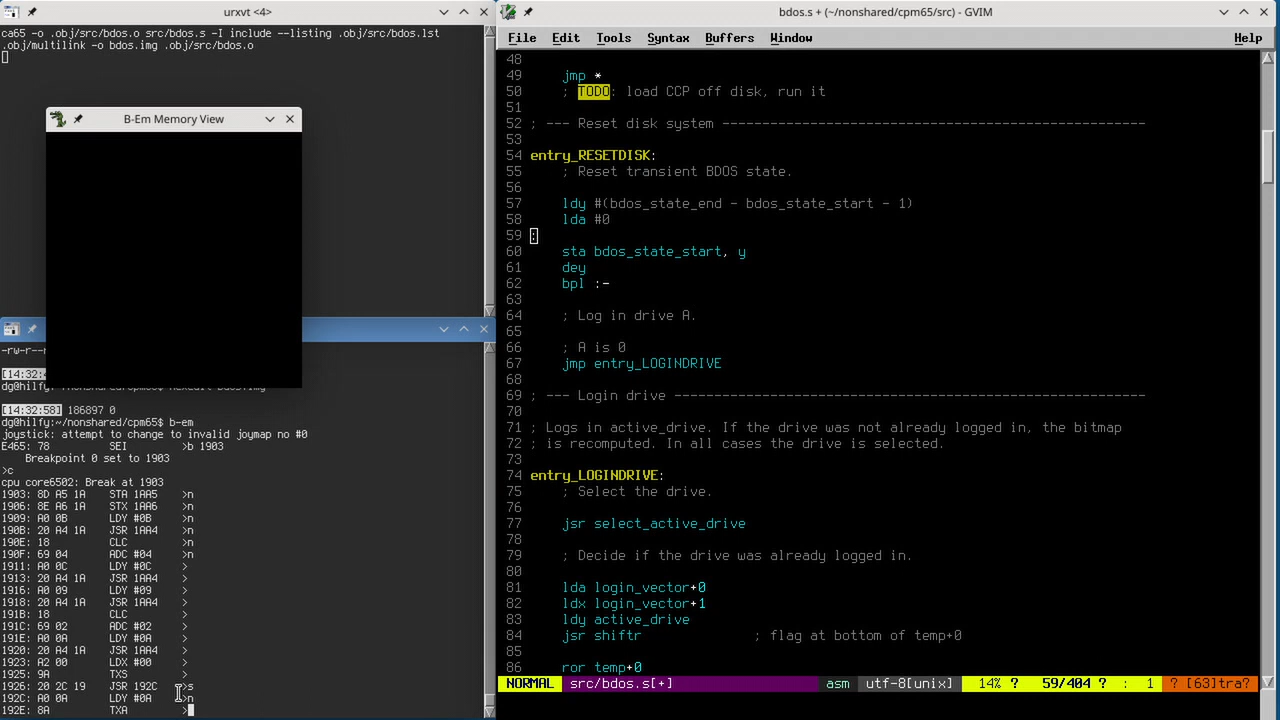 urxvt <4>
ca65 -o .obj/src/bdos.o src/bdos.s -I include --listing .obj/src/bdos.lst
.obj/multilink -o bdos.img .obj/src/bdos.o
B-Em Memory View
[14:32:58] 186897 0
dg@hilfy:~/nonshared/cpm65$ b-em
joystick: attempt to change to invalid joymap no #0
E465: 78 SEI >b 1903
Breakpoint 0 set to 1903
>c
cpu core6502: Break at 1903
1903: 8D A5 1A STA 1AA5 >n
1906: 8E A6 1A STX 1AA6 >n
1909: A0 0B LDY #0B >n
190B: 20 A4 1A JSR 1AA4 >n
190E: 18 CLC >n
190F: 69 04 ADC #04 >n
1911: A0 0C LDY #0C >
1913: 20 A4 1A JSR 1AA4 >
1916: A0 09 LDY #09 >
1918: 20 A4 1A JSR 1AA4 >
191B: 18 CLC >
191C: 69 02 ADC #02 >
191E: A0 0A LDY #0A >
1920: 20 A4 1A JSR 1AA4 >
1923: A2 00 LDX #00 >
1925: 9A TXS >
1926: 20 2C 19 JSR 192C >s
192C: A0 0A LDY #0A >n
192E: 8A TXA >
bdos.s + (~/nonshared/cpm65/src) - GVIM
File Edit Tools Syntax Buffers Window Help
48
49 jmp *
50 ; TODO: load CCP off disk, run it
51
52 ; --- Reset disk system -----------------------------------------------------
53
54 entry_RESETDISK:
55 ; Reset transient BDOS state.
56
57 ldy #(bdos_state_end - bdos_state_start - 1)
58 lda #0
59 :
60 sta bdos_state_start, y
61 dey
62 bpl :-
63
64 ; Log in drive A.
65
66 ; A is 0
67 jmp entry_LOGINDRIVE
68
69 ; --- Login drive -----------------------------------------------------------
70
71 ; Logs in active_drive. If the drive was not already logged in, the bitmap
72 ; is recomputed. In all cases the drive is selected.
73
74 entry_LOGINDRIVE:
75 ; Select the drive.
76
77 jsr select_active_drive
78
79 ; Decide if the drive was already logged in.
80
81 lda login_vector+0
82 ldx login_vector+1
83 ldy active_drive
84 jsr shiftr ; flag at bottom of temp+0
85
86 ror temp+0
NORMAL src/bdos.s[+] asm utf-8[unix] 14% ? 59/404 ? : 1 ? [63]tra?